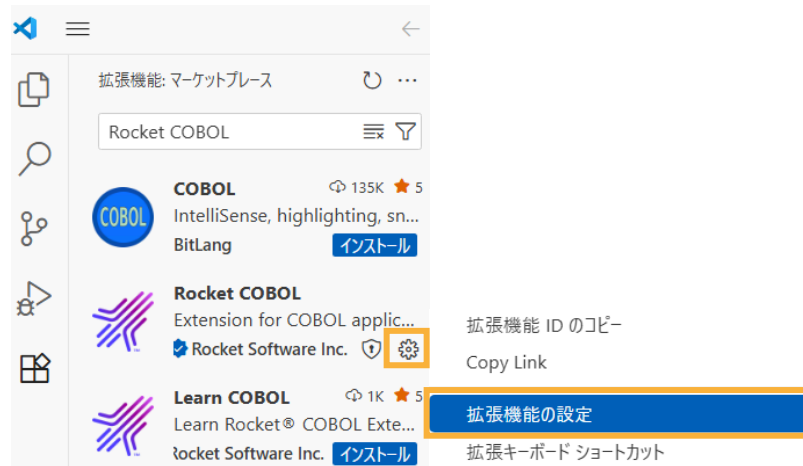 拡張機能: マーケットプレース
Rocket COBOL
COBOL
COBOL 135K 5
IntelliSense, highlighting, sn...
BitLang インストール
Rocket COBOL
Extension for COBOL applic...
Rocket Software Inc.
Learn COBOL 1K 5
Learn Rocket® COBOL Exte...
Rocket Software Inc. インストール
拡張機能 ID のコピー
Copy Link
拡張機能の設定
拡張キーボード ショートカット